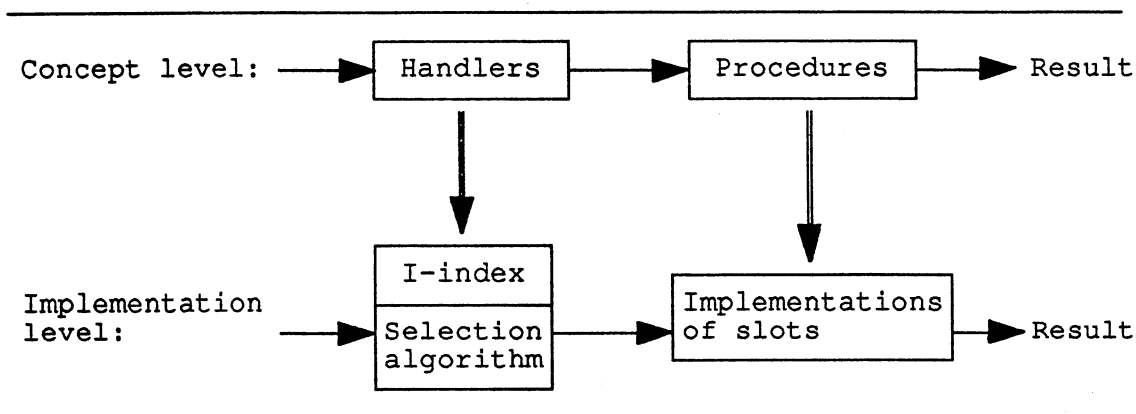 Concept level:
Handlers
Procedures
Result
I-index
Implementation
level:
Selection
algorithm
Implementations
of slots
Result